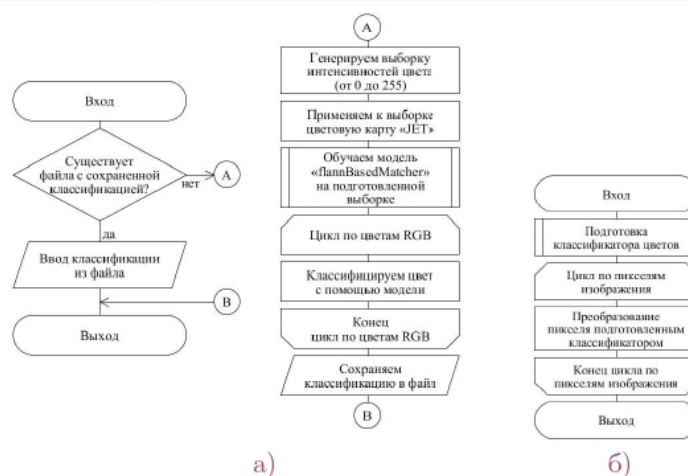 Вход
Существует
файла с сохраненной
классификацией?
нет
А
да
Ввод классификации
из файла
В
Выход
А
Генерируем выборку
интенсивностей цвета
(от 0 до 255)
Применяем к выборке
цветовую карту «JET»
Обучаем модель
«flannBasedMatcher»
на подготовленной
выборке
Цикл по цветам RGB
Классифицируем цвет
с помощью модели
Конец
цикл по цветам RGB
Сохраняем
классификацию в файл
В
Вход
Подготовка
классификатора цветов
Цикл по пикселям
изображения
Преобразование
пикселя подготовленным
классификатором
Конец цикла по
пикселям изображения
Выход
а)
б)